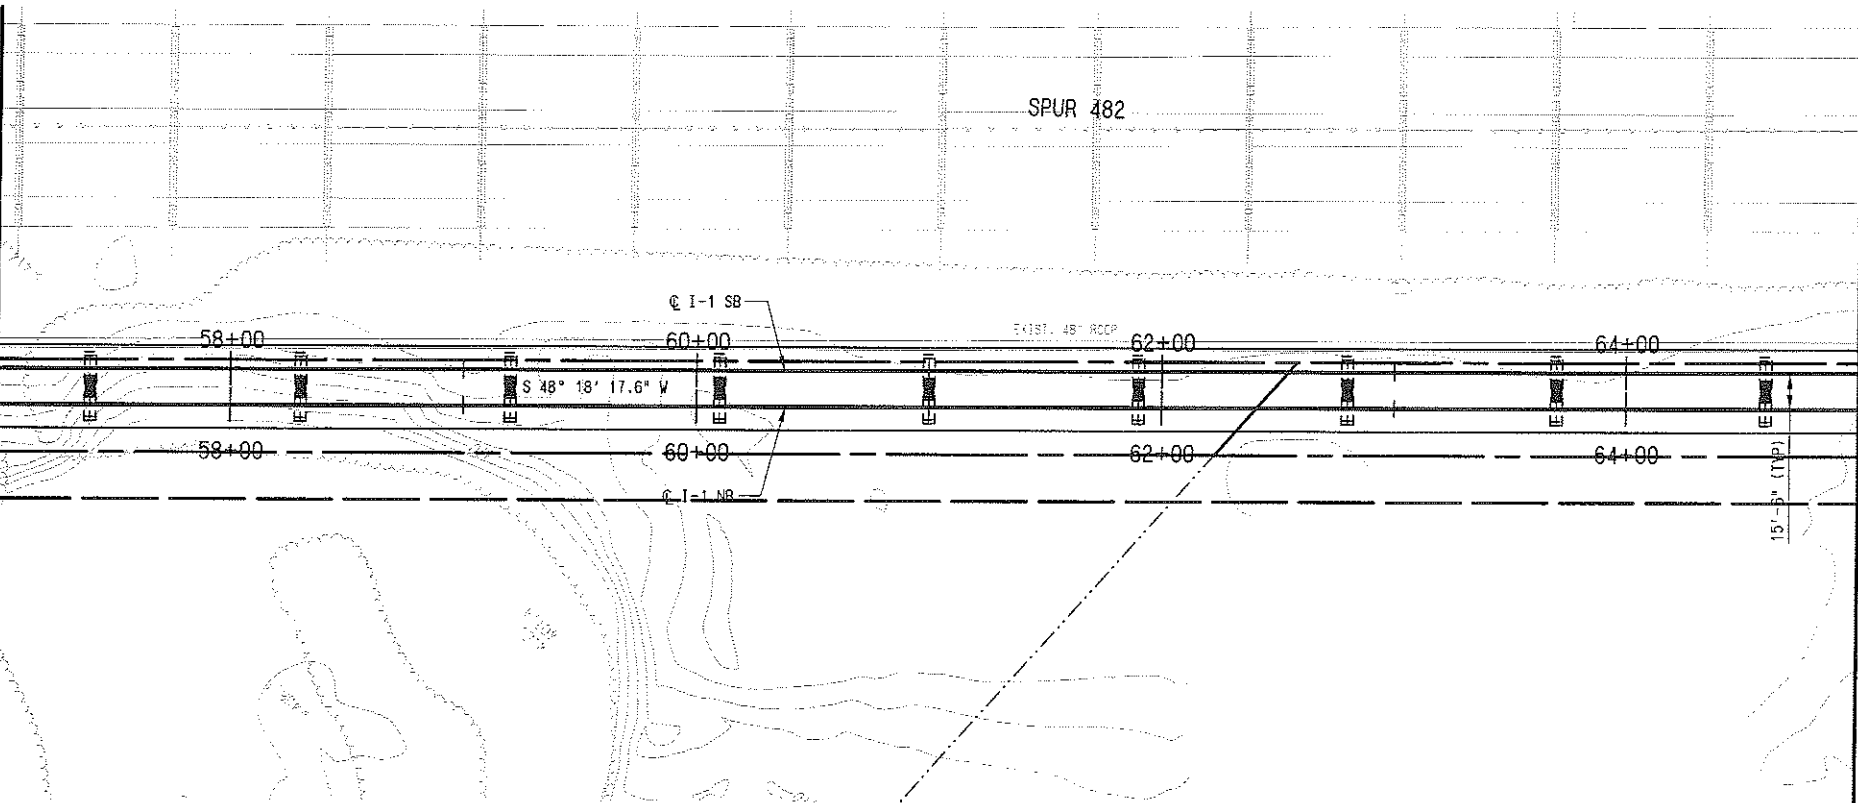 SPUR 482
℄ I-1 SB
EXIST. 48" RCCP
58+00
60+00
62+00
64+00
S 48° 18' 17.6" W
58+00
60+00
62+00
64+00
15'-6" (TYP)
℄ I-1 NB